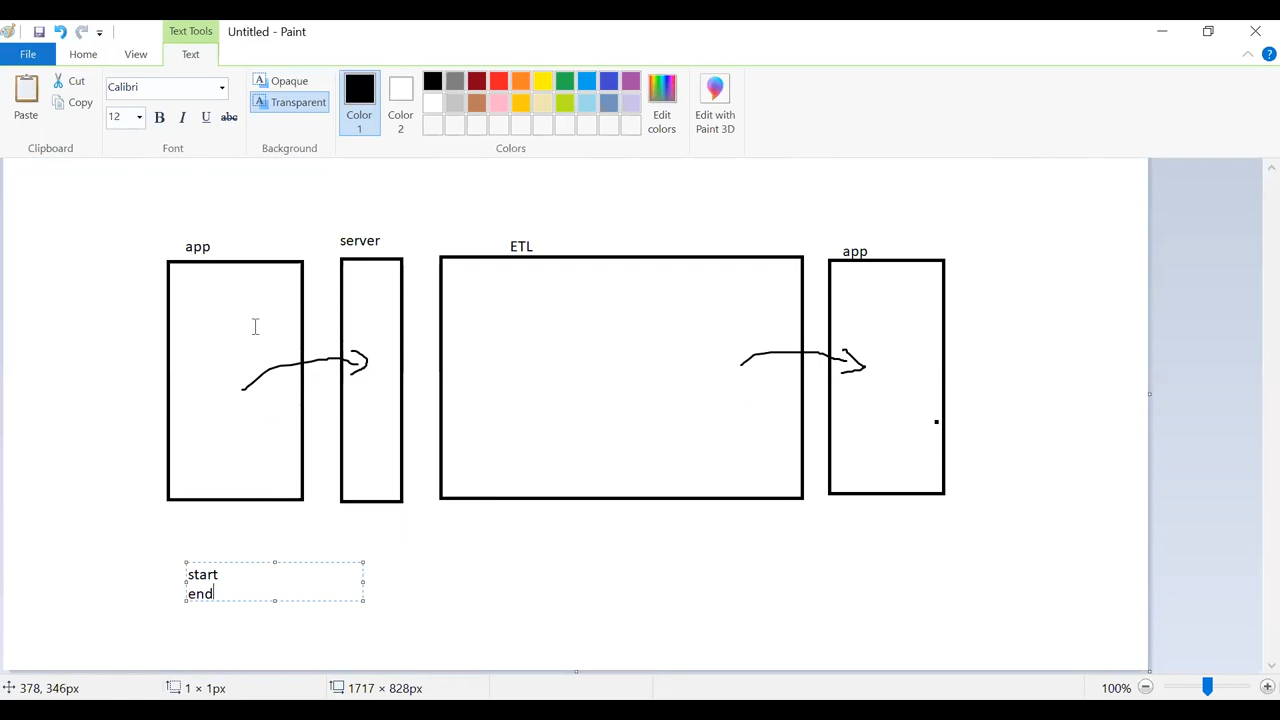 Text Tools
Untitled - Paint
File
Home
View
Text
Paste
Cut
Copy
Clipboard
Calibri
12
B I U abc
Font
Opaque
Transparent
Background
Color 1
Color 2
Edit colors
Edit with Paint 3D
Colors
app
server
ETL
app
start
end
378, 346px
1 × 1px
1717 × 828px
100%